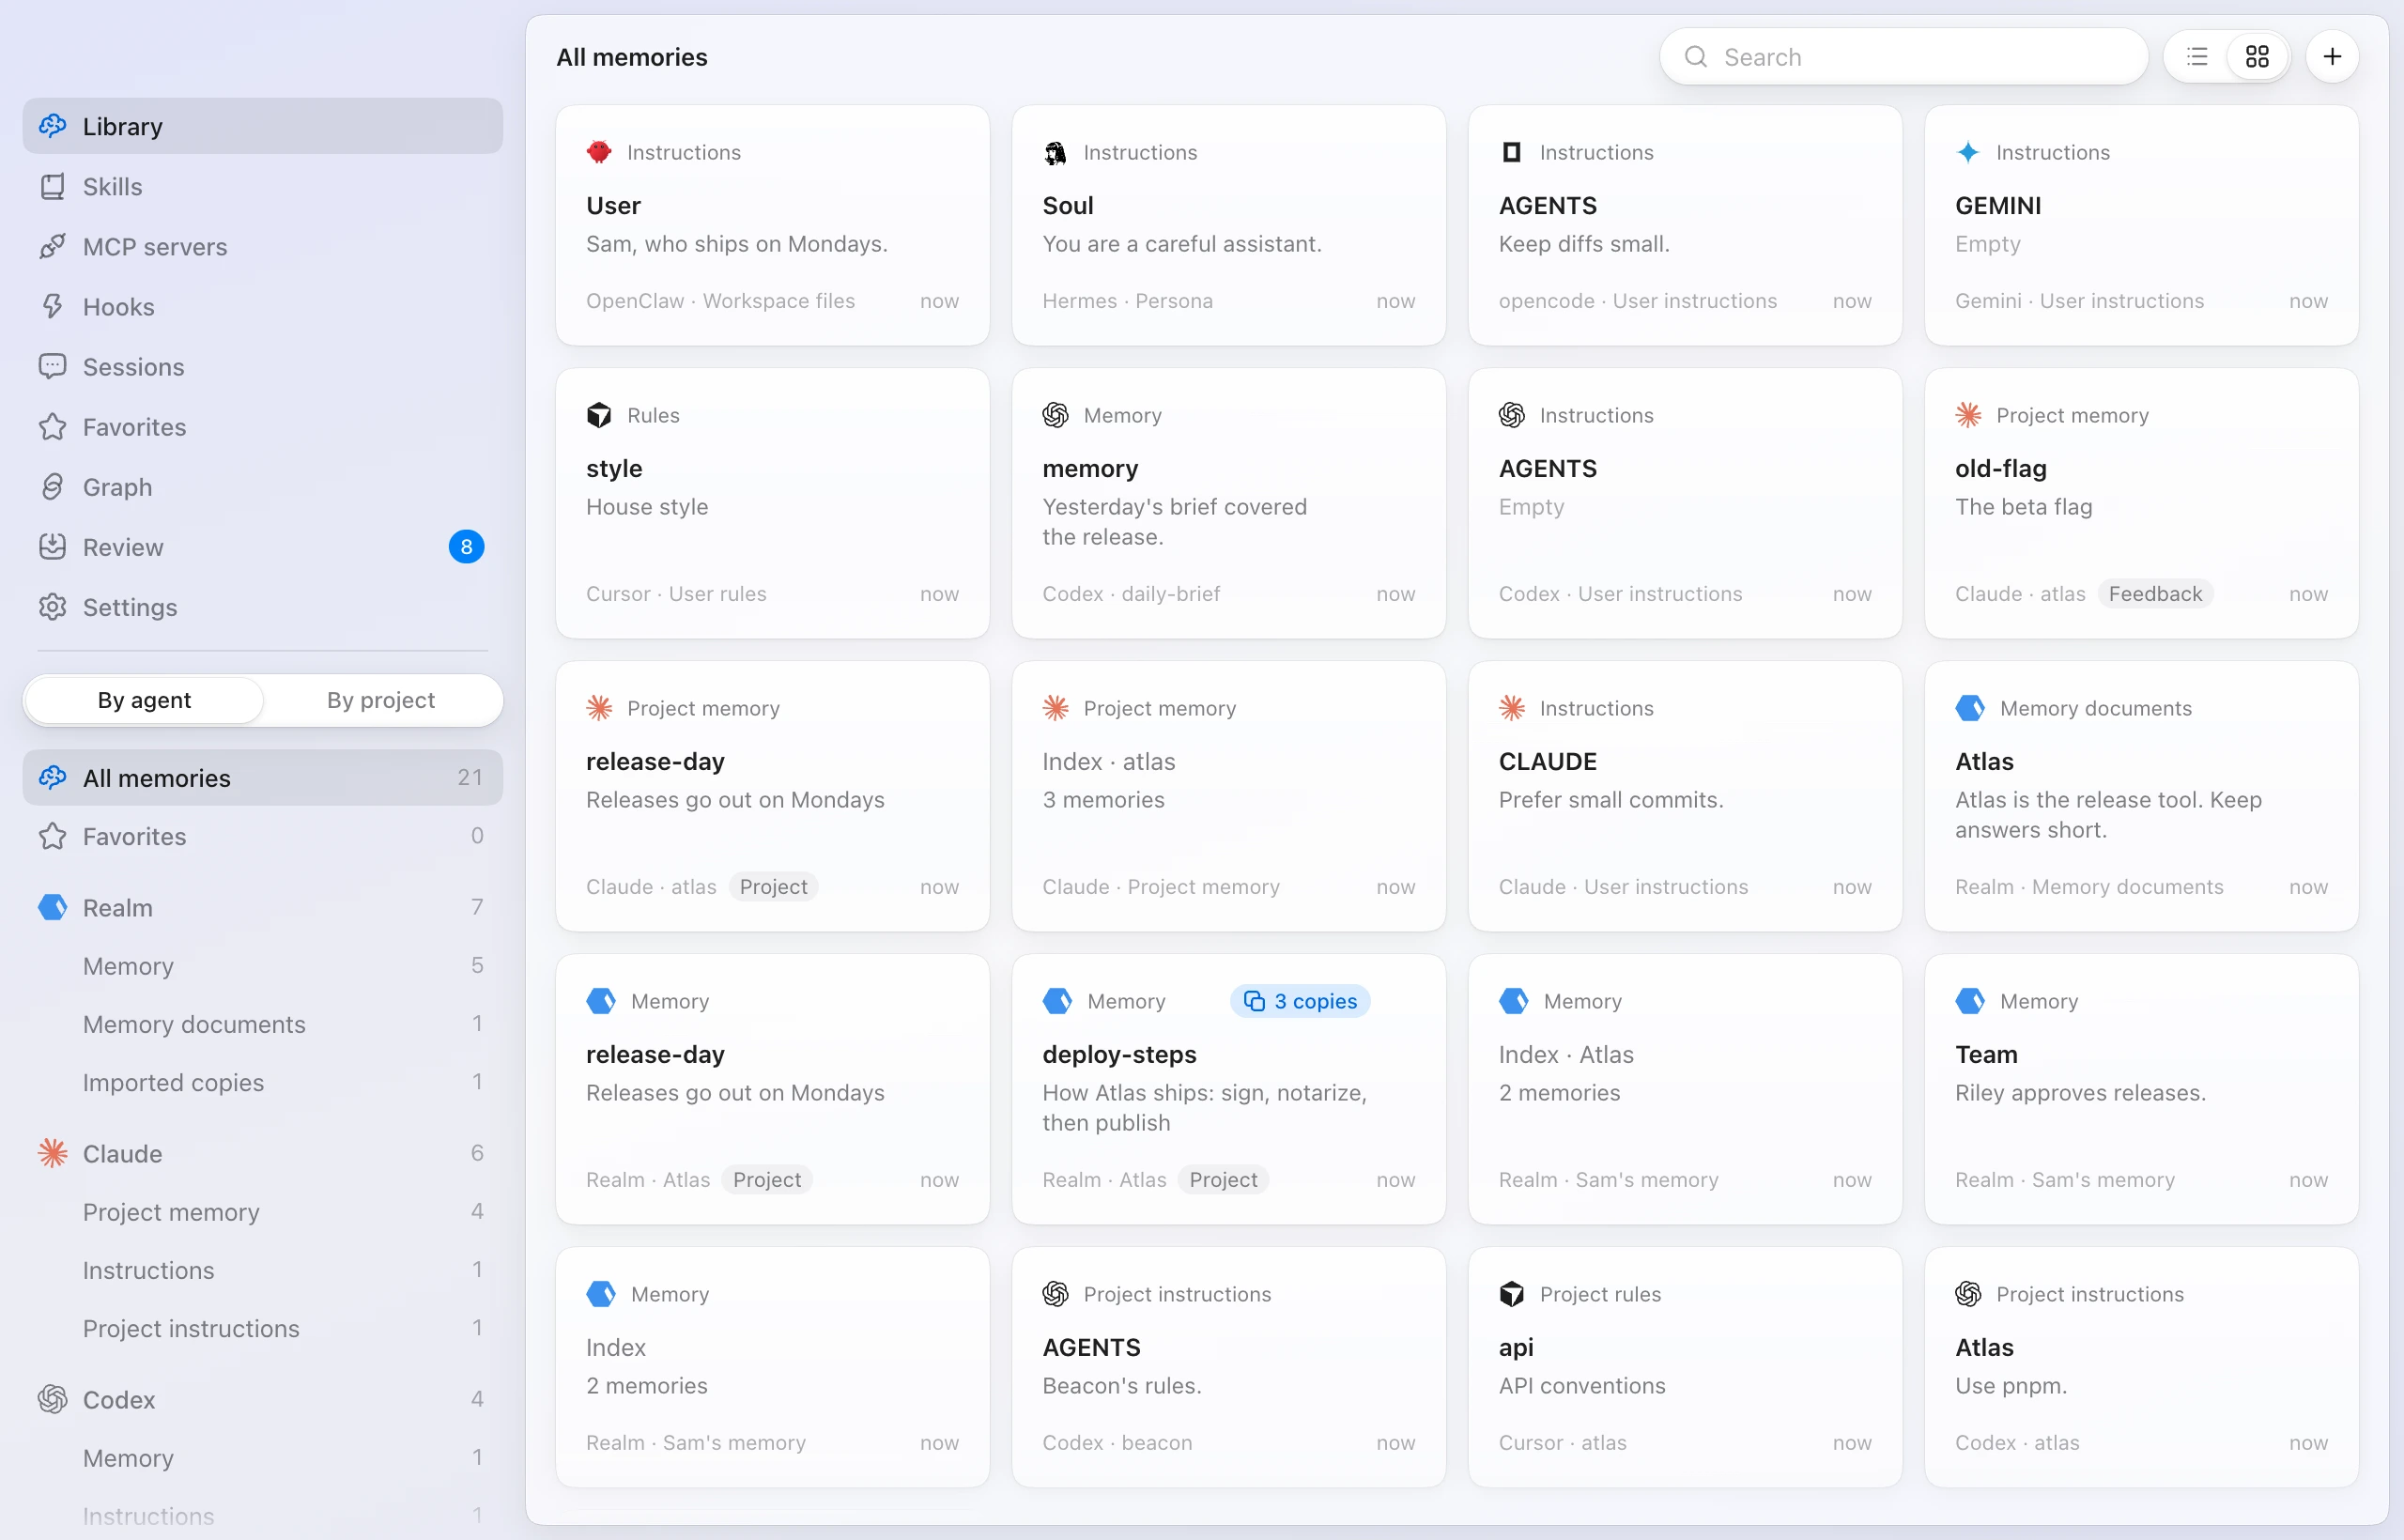 Library
Skills
MCP servers
Hooks
Sessions
Favorites
Graph
Review 8
Settings
By agent By project
All memories 21
Favorites 0
Realm 7
Memory 5
Memory documents 1
Imported copies 1
Claude 6
Project memory 4
Instructions 1
Project instructions 1
Codex 4
Memory 1
Instructions 1
All memories
Search
Instructions
User
Sam, who ships on Mondays.
OpenClaw · Workspace files now
Instructions
Soul
You are a careful assistant.
Hermes · Persona now
Instructions
AGENTS
Keep diffs small.
opencode · User instructions now
Instructions
GEMINI
Empty
Gemini · User instructions now
Rules
style
House style
Cursor · User rules now
Memory
memory
Yesterday's brief covered
the release.
Codex · daily-brief now
Instructions
AGENTS
Empty
Codex · User instructions now
Project memory
old-flag
The beta flag
Claude · atlas Feedback now
Project memory
release-day
Releases go out on Mondays
Claude · atlas Project now
Project memory
Index · atlas
3 memories
Claude · Project memory now
Instructions
CLAUDE
Prefer small commits.
Claude · User instructions now
Memory documents
Atlas
Atlas is the release tool. Keep
answers short.
Realm · Memory documents now
Memory
release-day
Releases go out on Mondays
Realm · Atlas Project now
Memory 3 copies
deploy-steps
How Atlas ships: sign, notarize,
then publish
Realm · Atlas Project now
Memory
Index · Atlas
2 memories
Realm · Sam's memory now
Memory
Team
Riley approves releases.
Realm · Sam's memory now
Memory
Index
2 memories
Realm · Sam's memory now
Project instructions
AGENTS
Beacon's rules.
Codex · beacon now
Project rules
api
API conventions
Cursor · atlas now
Project instructions
Atlas
Use pnpm.
Codex · atlas now